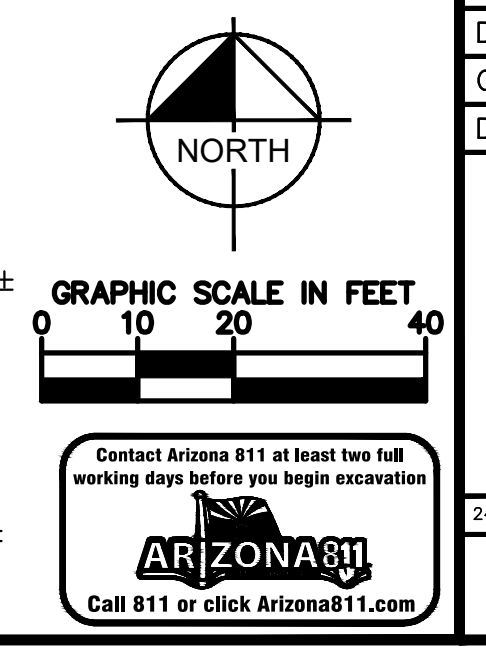 NORTH
±
GRAPHIC SCALE IN FEET
0 10 20 40
Contact Arizona 811 at least two full
working days before you begin excavation
ARIZONA811
Call 811 or click Arizona811.com